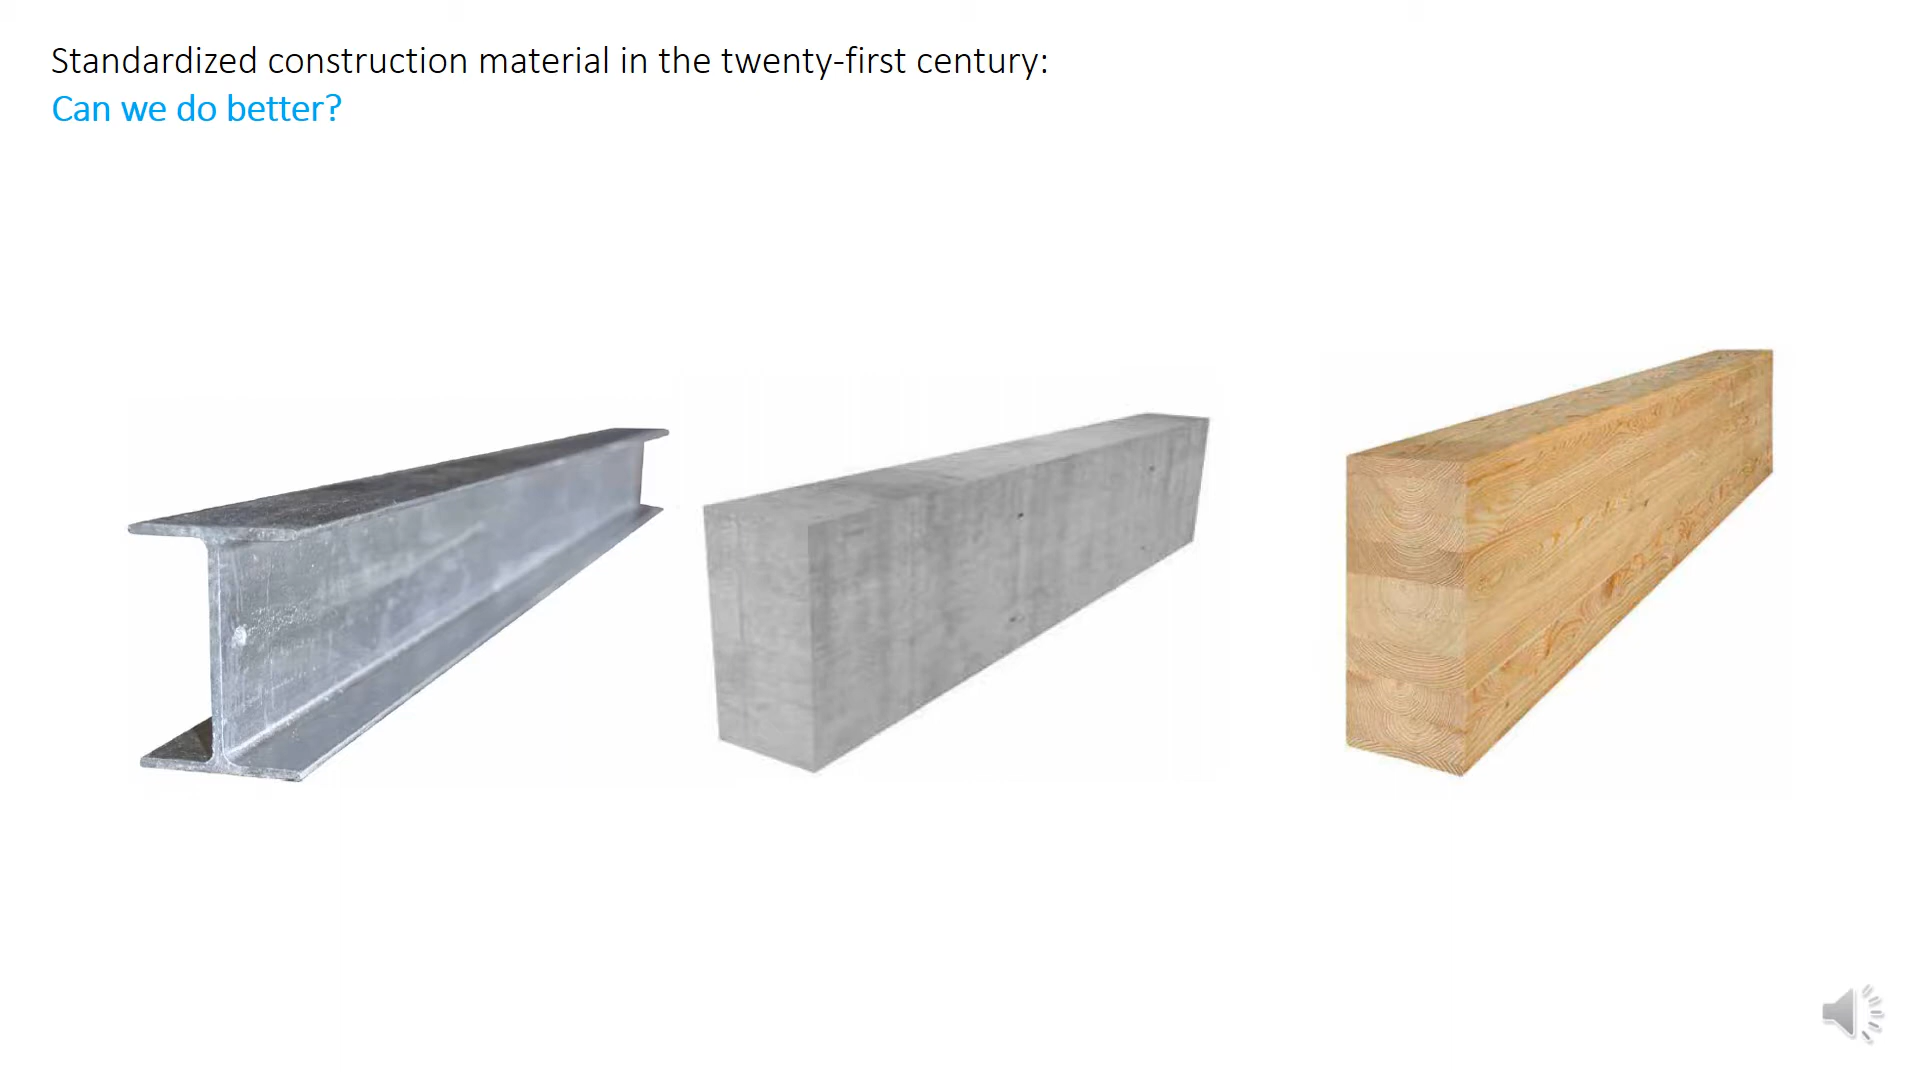 Standardized construction material in the twenty-first century:
Can we do better?